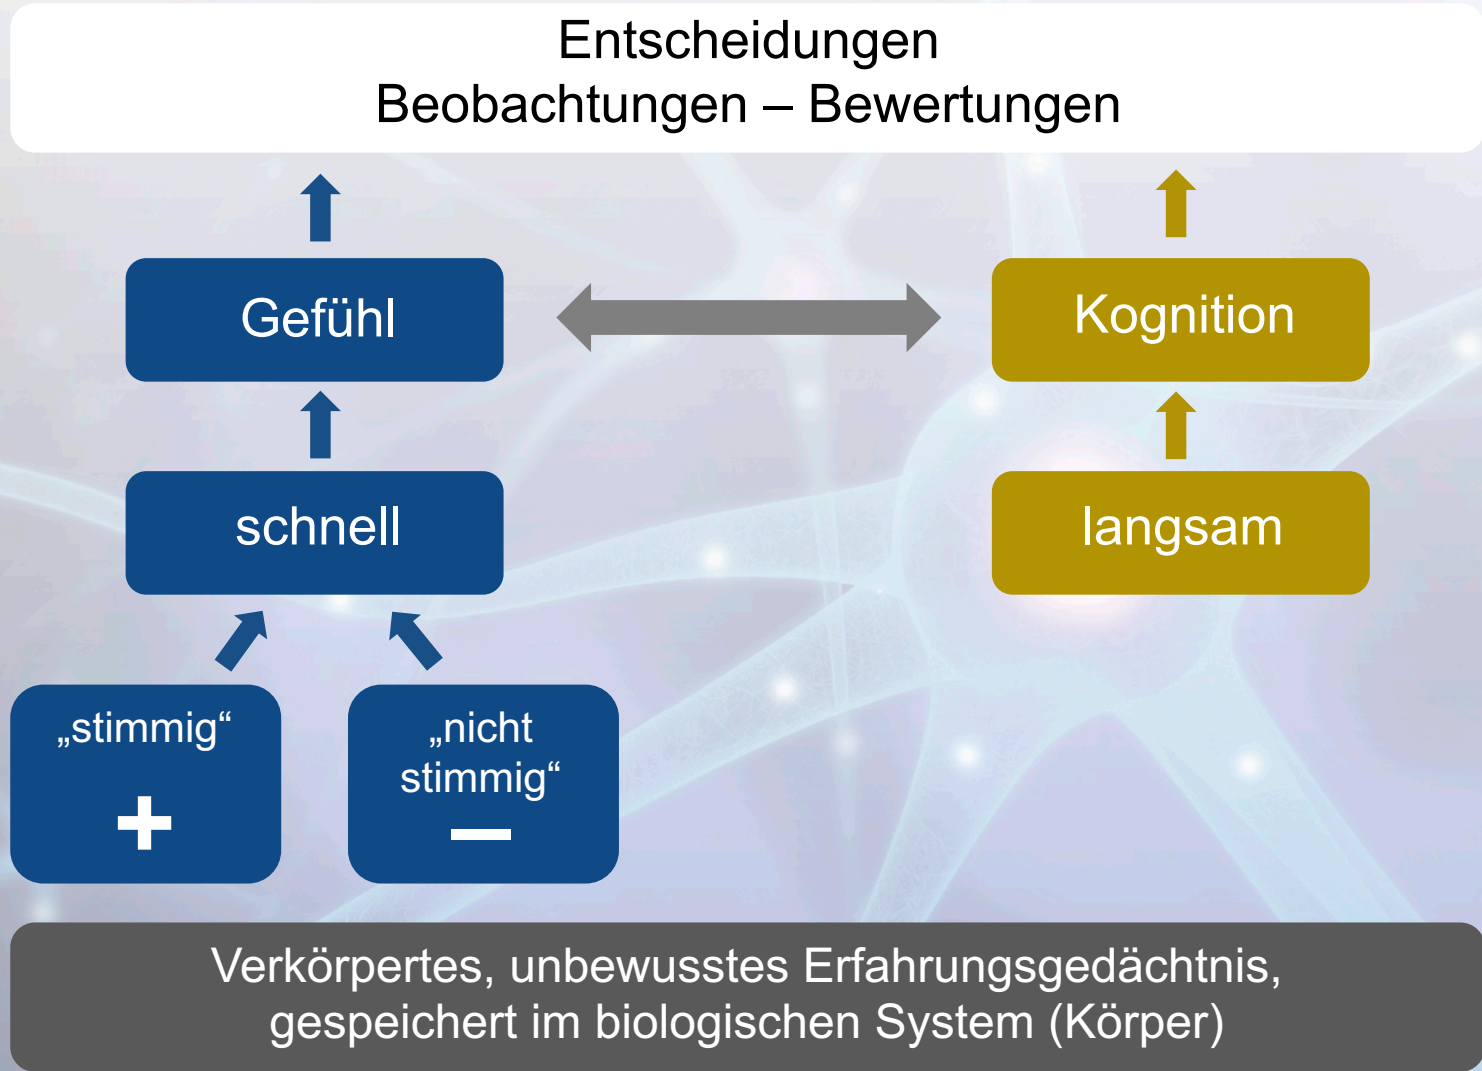 Entscheidungen
Beobachtungen – Bewertungen
Gefühl
Kognition
schnell
langsam
„stimmig“
+
„nicht
stimmig“
–
Verkörpertes, unbewusstes Erfahrungsgedächtnis,
gespeichert im biologischen System (Körper)